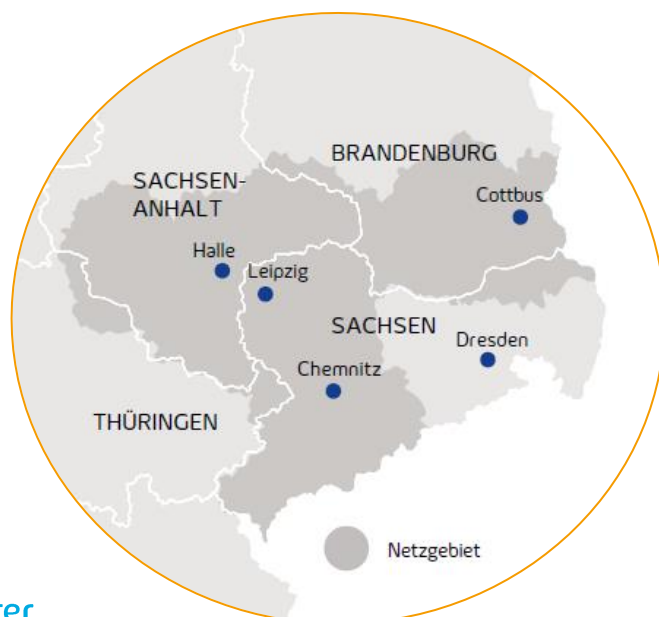 BRANDENBURG
SACHSEN-
ANHALT
Cottbus
Halle
Leipzig
SACHSEN
Dresden
Chemnitz
THÜRINGEN
Netzgebiet